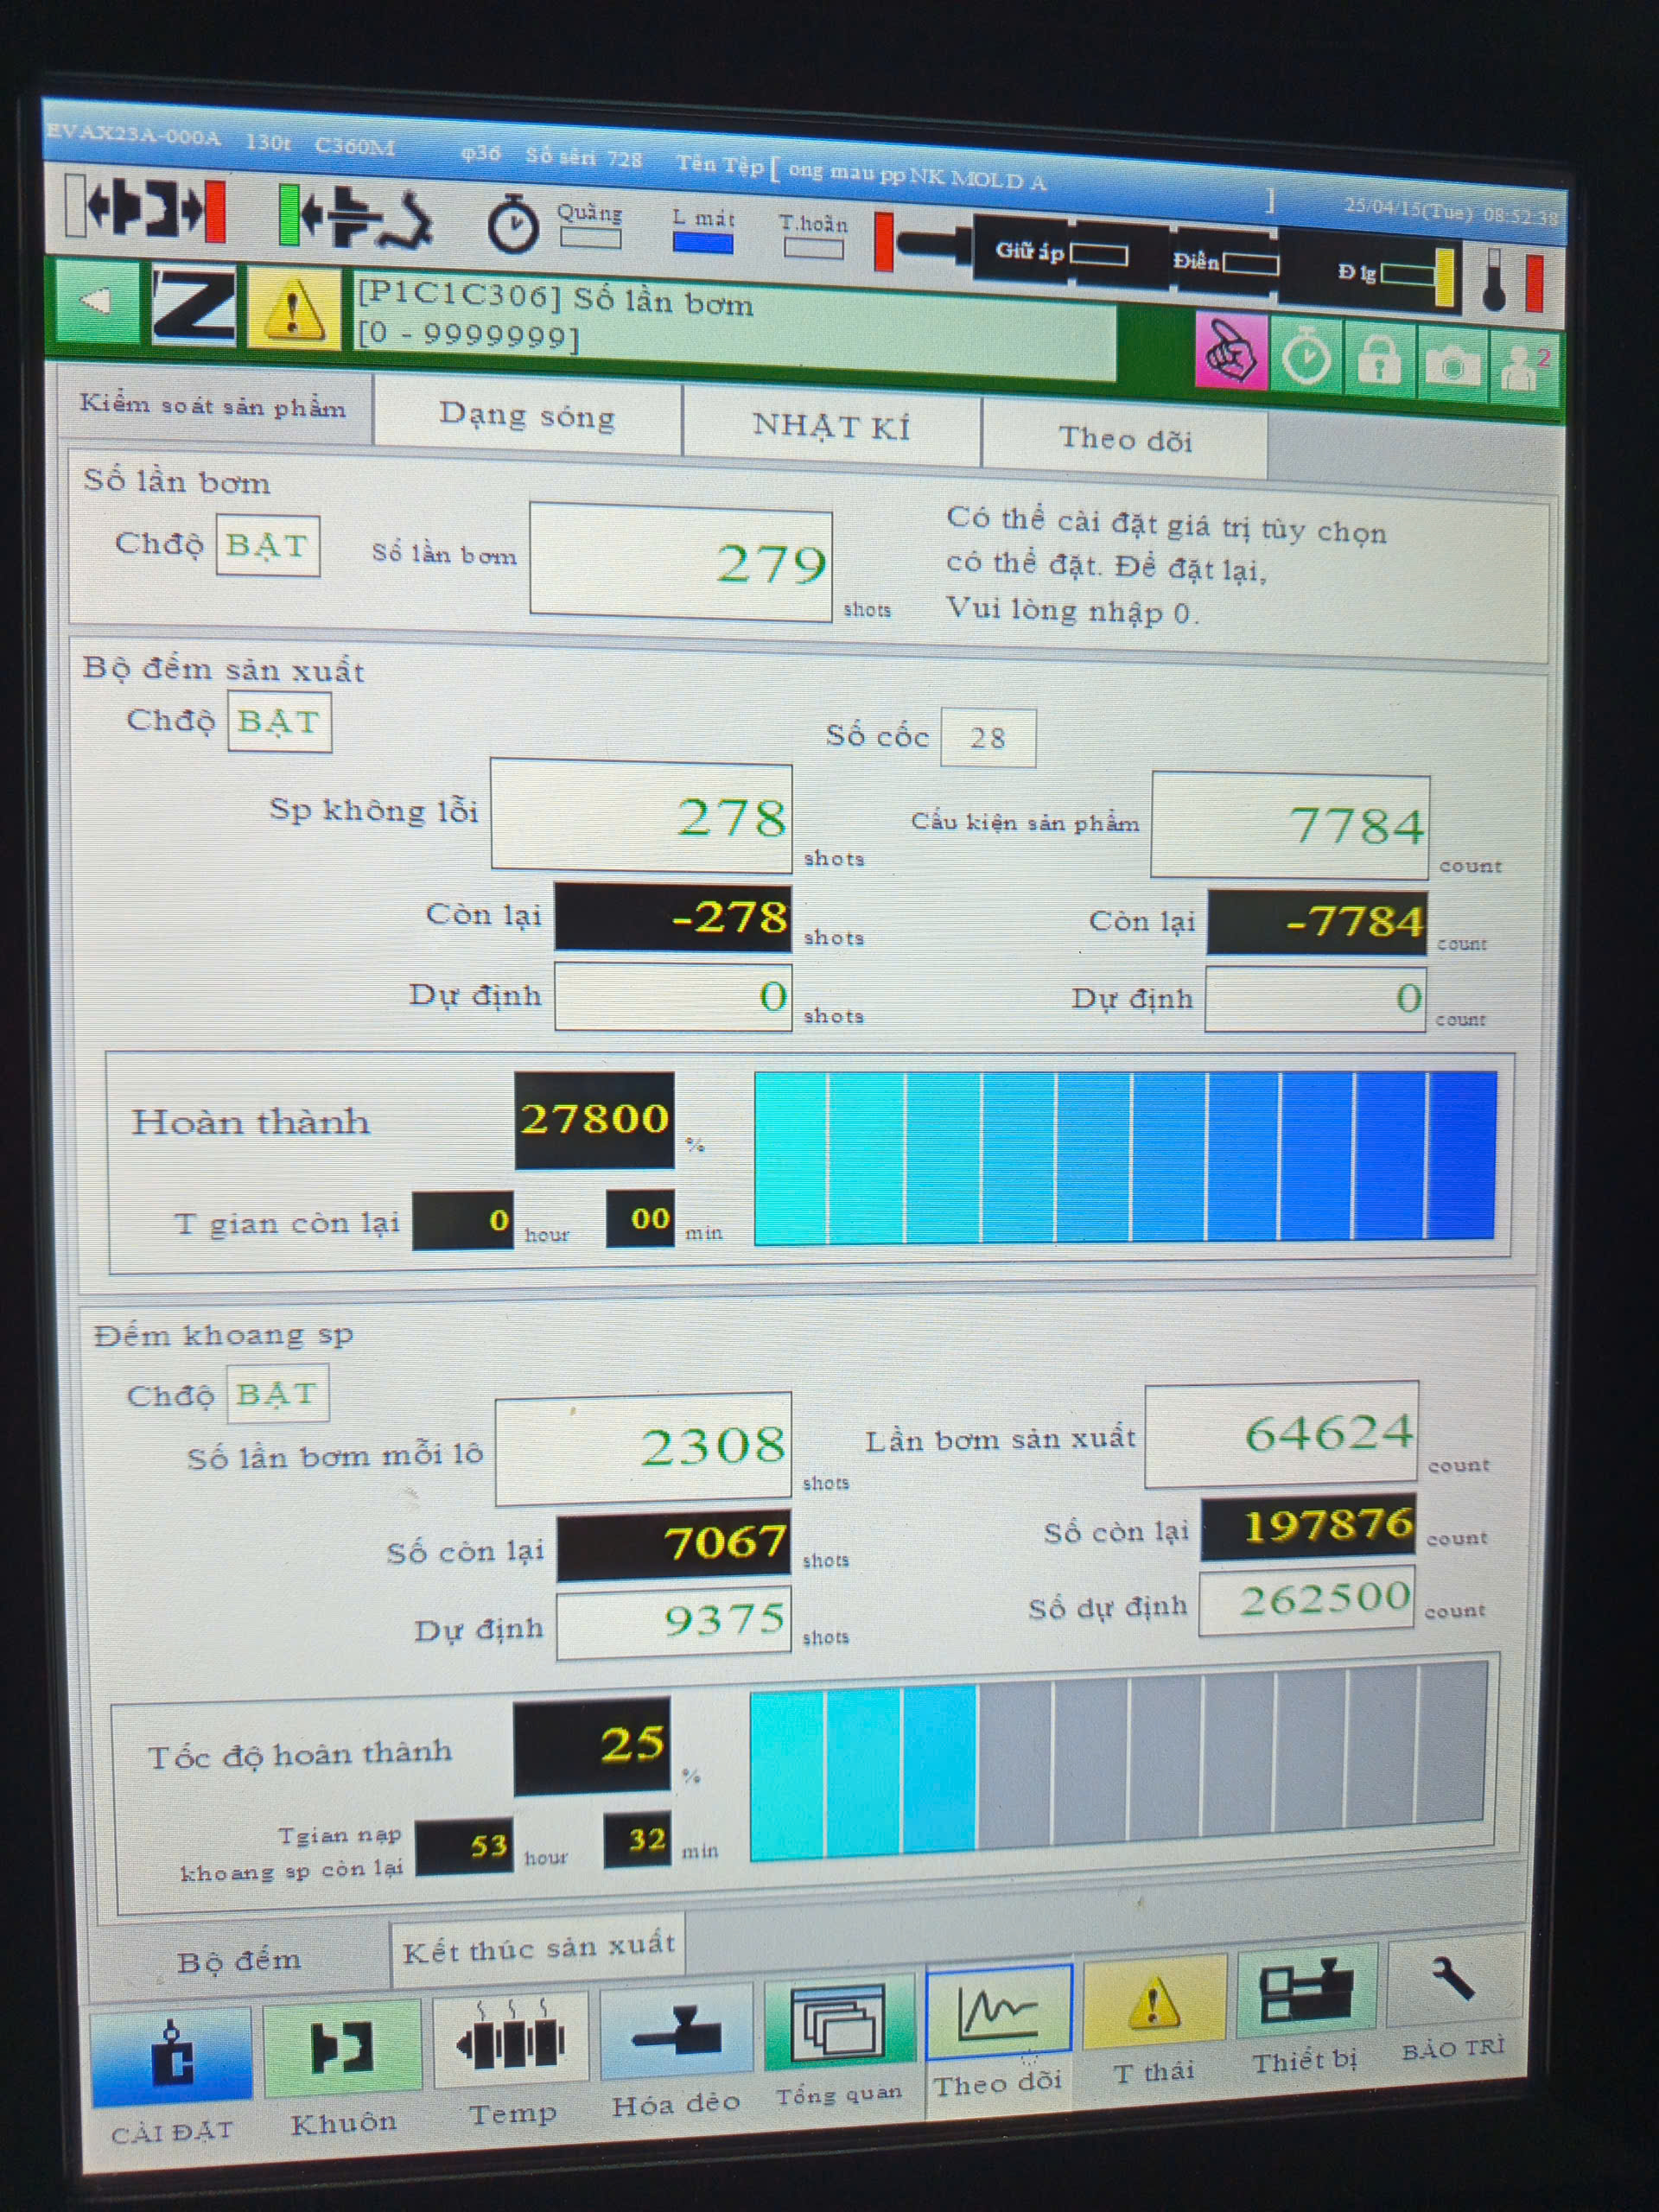 EVAX23A-000A 130t C360M φ36 Số sêri 728 Tên Tệp [ ong mau pp NK MOLD A ] 25/04/15(Tue) 08:52:38
Quãng L mát T.hoãn Giữ áp Điền Đ lg
[P1C1C306] Số lần bơm
[0 - 9999999]
2
Kiểm soát sản phẩm Dạng sóng NHẬT KÍ Theo dõi
Số lần bơm
Chđộ BẬT Số lần bơm 279 shots
Có thể cài đặt giá trị tùy chọn
có thể đặt. Để đặt lại,
Vui lòng nhập 0.
Bộ đếm sản xuất
Chđộ BẬT Số cốc 28
Sp không lỗi 278 shots Cấu kiện sản phẩm 7784 count
Còn lại -278 shots Còn lại -7784 count
Dự định 0 shots Dự định 0 count
Hoàn thành 27800 %
T gian còn lại 0 hour 00 min
Đếm khoang sp
Chđộ BẬT
Số lần bơm mỗi lô 2308 shots Lần bơm sản xuất 64624 count
Số còn lại 7067 shots Số còn lại 197876 count
Dự định 9375 shots Số dự định 262500 count
Tốc độ hoàn thành 25 %
Tgian nạp
khoang sp còn lại 53 hour 32 min
Bộ đếm Kết thúc sản xuất
CÀI ĐẶT Khuôn Temp Hóa dẻo Tổng quan Theo dõi T thái Thiết bị BẢO TRÌ